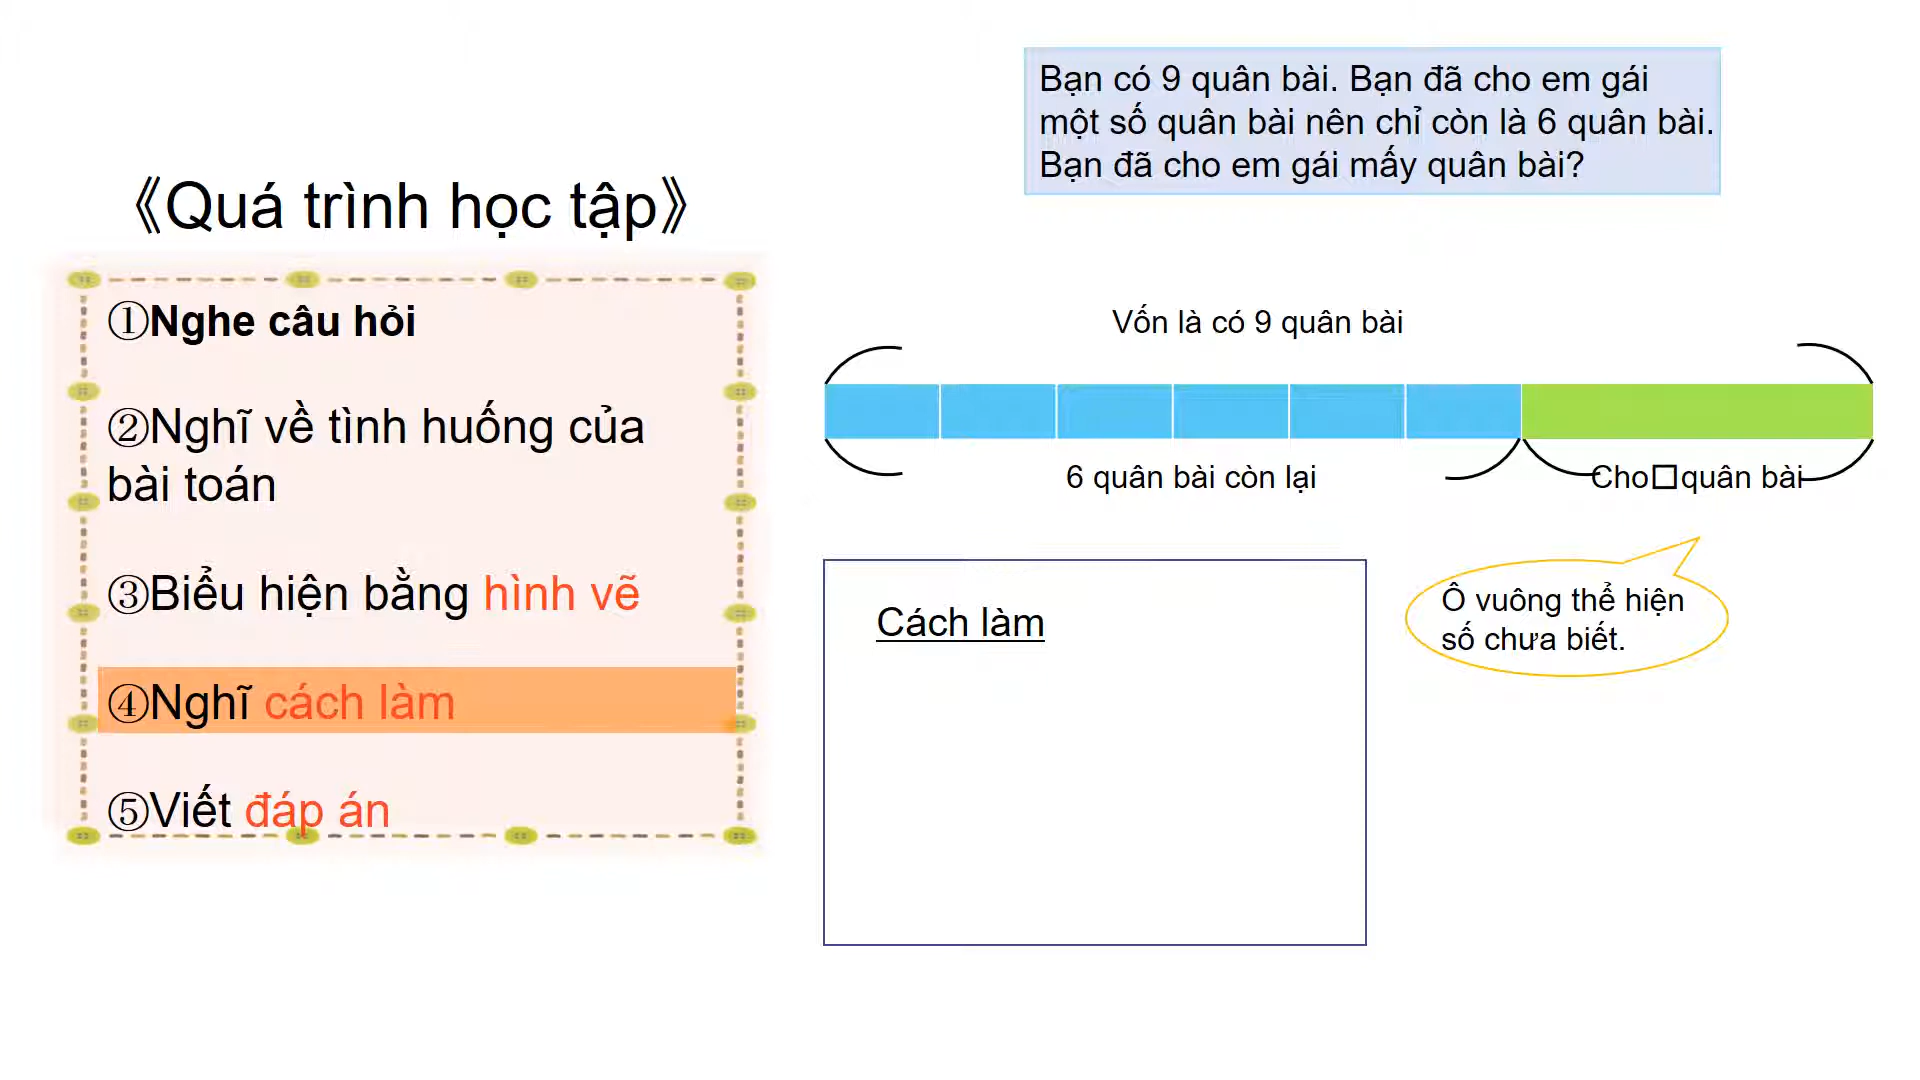 《Quá trình học tập》
①Nghe câu hỏi
②Nghĩ về tình huống của
bài toán
③Biểu hiện bằng hình vẽ
④Nghĩ cách làm
⑤Viết đáp án
Bạn có 9 quân bài. Bạn đã cho em gái
một số quân bài nên chỉ còn là 6 quân bài.
Bạn đã cho em gái mấy quân bài?
Vốn là có 9 quân bài
6 quân bài còn lại
Cho□quân bài
Ô vuông thể hiện
số chưa biết.
Cách làm